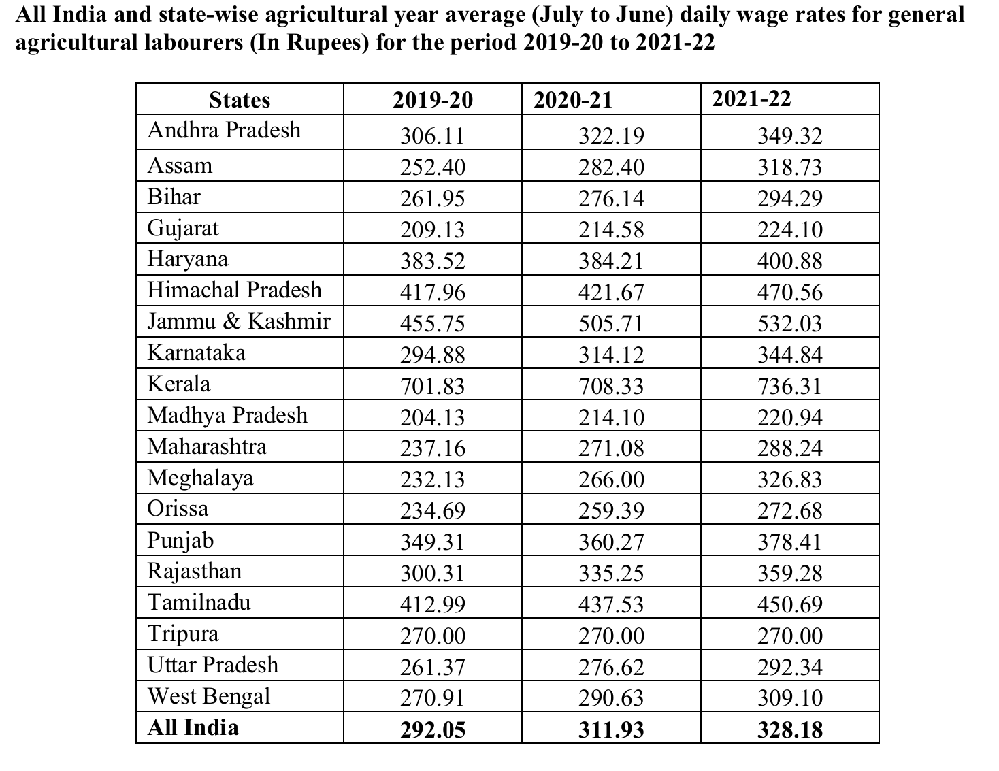 All India and state-wise agricultural year average (July to June) daily wage rates for general
agricultural labourers (In Rupees) for the period 2019-20 to 2021-22
States 2019-20 2020-21 2021-22
Andhra Pradesh 306.11 322.19 349.32
Assam 252.40 282.40 318.73
Bihar 261.95 276.14 294.29
Gujarat 209.13 214.58 224.10
Haryana 383.52 384.21 400.88
Himachal Pradesh 417.96 421.67 470.56
Jammu & Kashmir 455.75 505.71 532.03
Karnataka 294.88 314.12 344.84
Kerala 701.83 708.33 736.31
Madhya Pradesh 204.13 214.10 220.94
Maharashtra 237.16 271.08 288.24
Meghalaya 232.13 266.00 326.83
Orissa 234.69 259.39 272.68
Punjab 349.31 360.27 378.41
Rajasthan 300.31 335.25 359.28
Tamilnadu 412.99 437.53 450.69
Tripura 270.00 270.00 270.00
Uttar Pradesh 261.37 276.62 292.34
West Bengal 270.91 290.63 309.10
All India 292.05 311.93 328.18